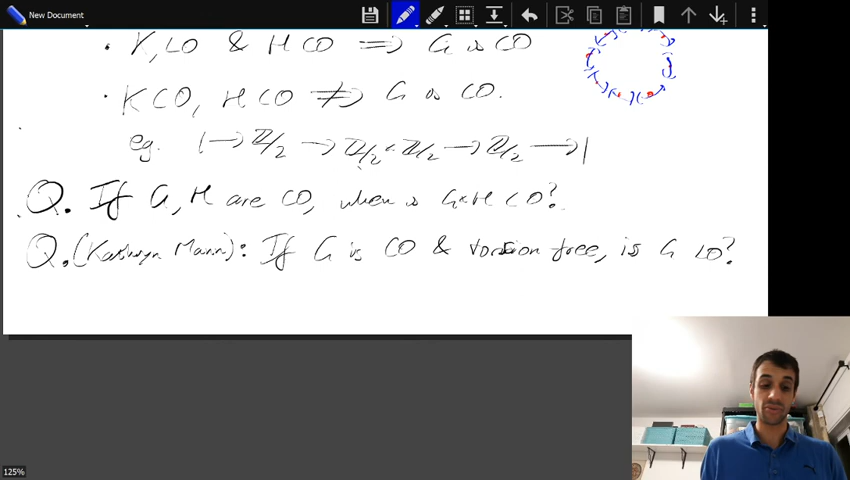 New Document
• K, LO & H CO ⟹ G is CO
• K CO, H CO ⇏ G is CO.
eg. 1 → ℤ/2 → ℤ/2 × ℤ/2 → ℤ/2 → 1
Q. If G, H are CO, when is G×H CO?
Q. (Kathryn Mann): If G is CO & torsion free, is G LO?
125%